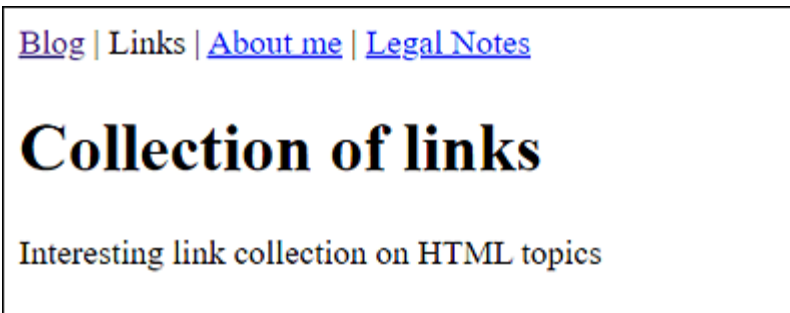 Blog | Links | About me | Legal Notes
Collection of links
Interesting link collection on HTML topics